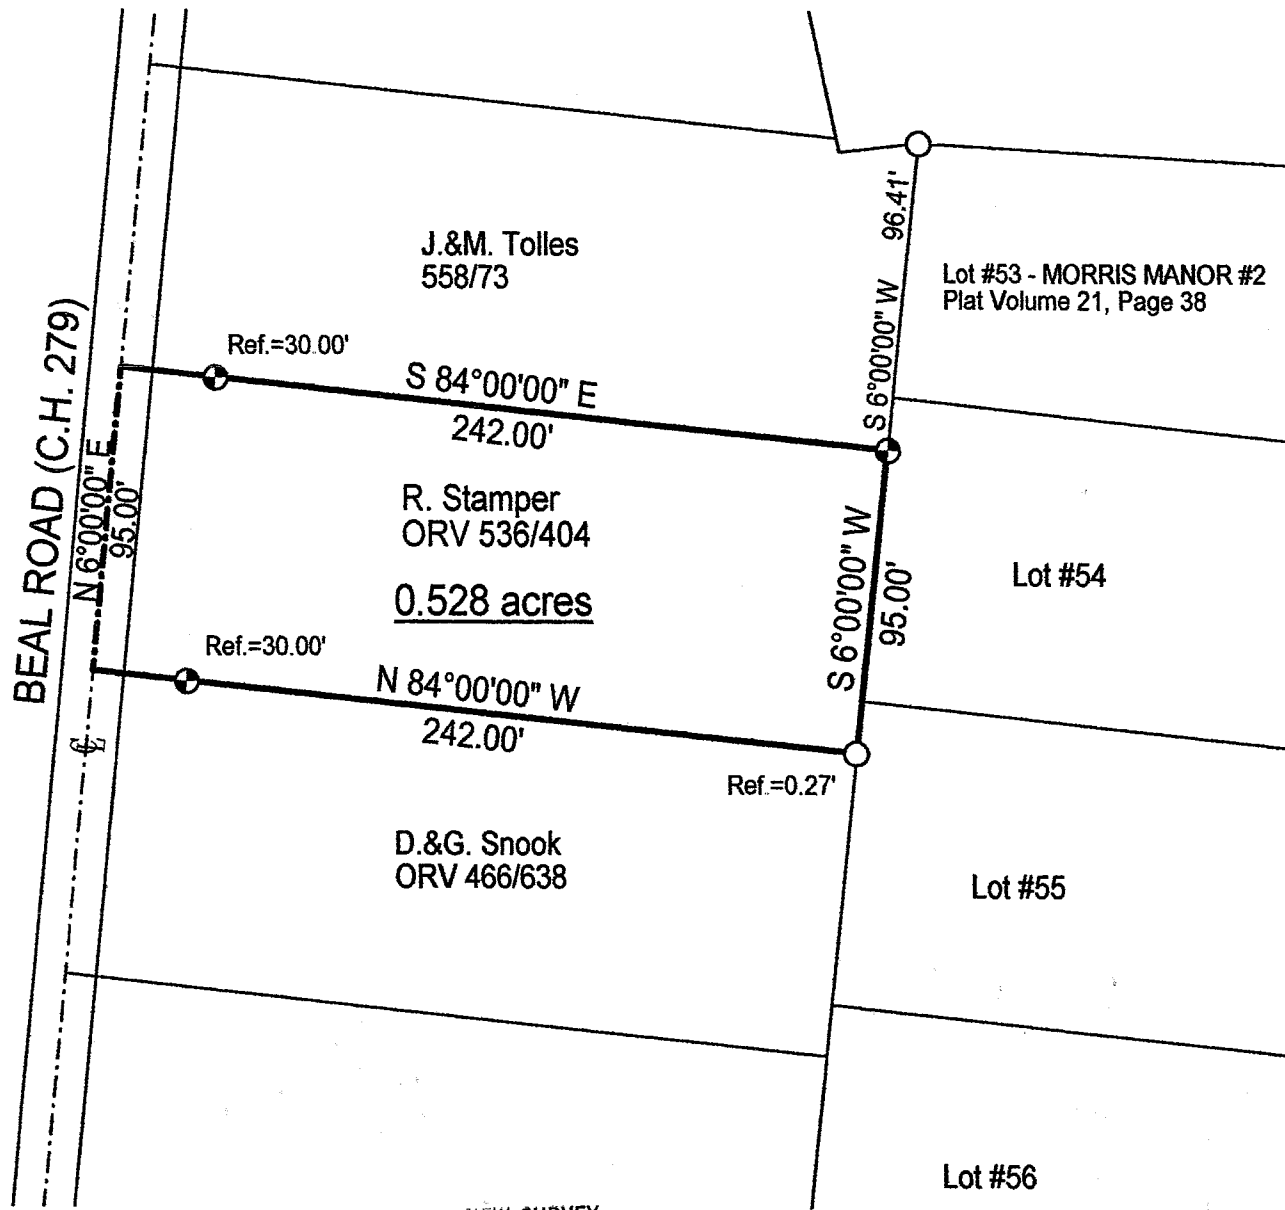 J.&M. Tolles
558/73
96.41'
S 6°00'00" W
Lot #53 - MORRIS MANOR #2
Plat Volume 21, Page 38
BEAL ROAD (C.H. 279)
N 6°00'00" E
95.00'
Ref.=30.00'
S 84°00'00" E
242.00'
R. Stamper
ORV 536/404
0.528 acres
S 6°00'00" W
95.00'
Lot #54
Ref.=30.00'
N 84°00'00" W
242.00'
Ref.=0.27'
D.&G. Snook
ORV 466/638
Lot #55
Lot #56